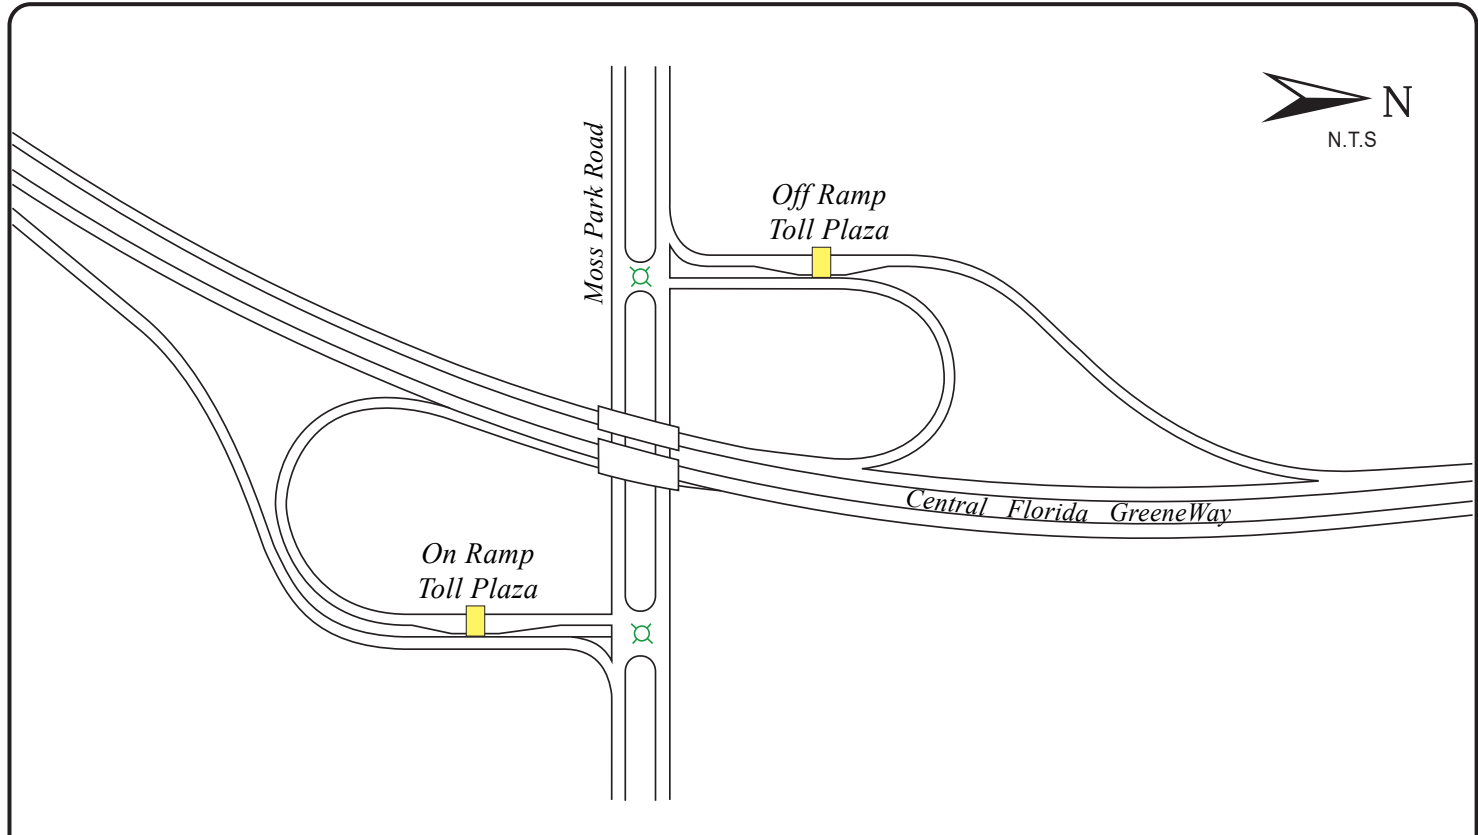 N
N.T.S
Moss Park Road
Off Ramp
Toll Plaza
Central Florida GreeneWay
On Ramp
Toll Plaza